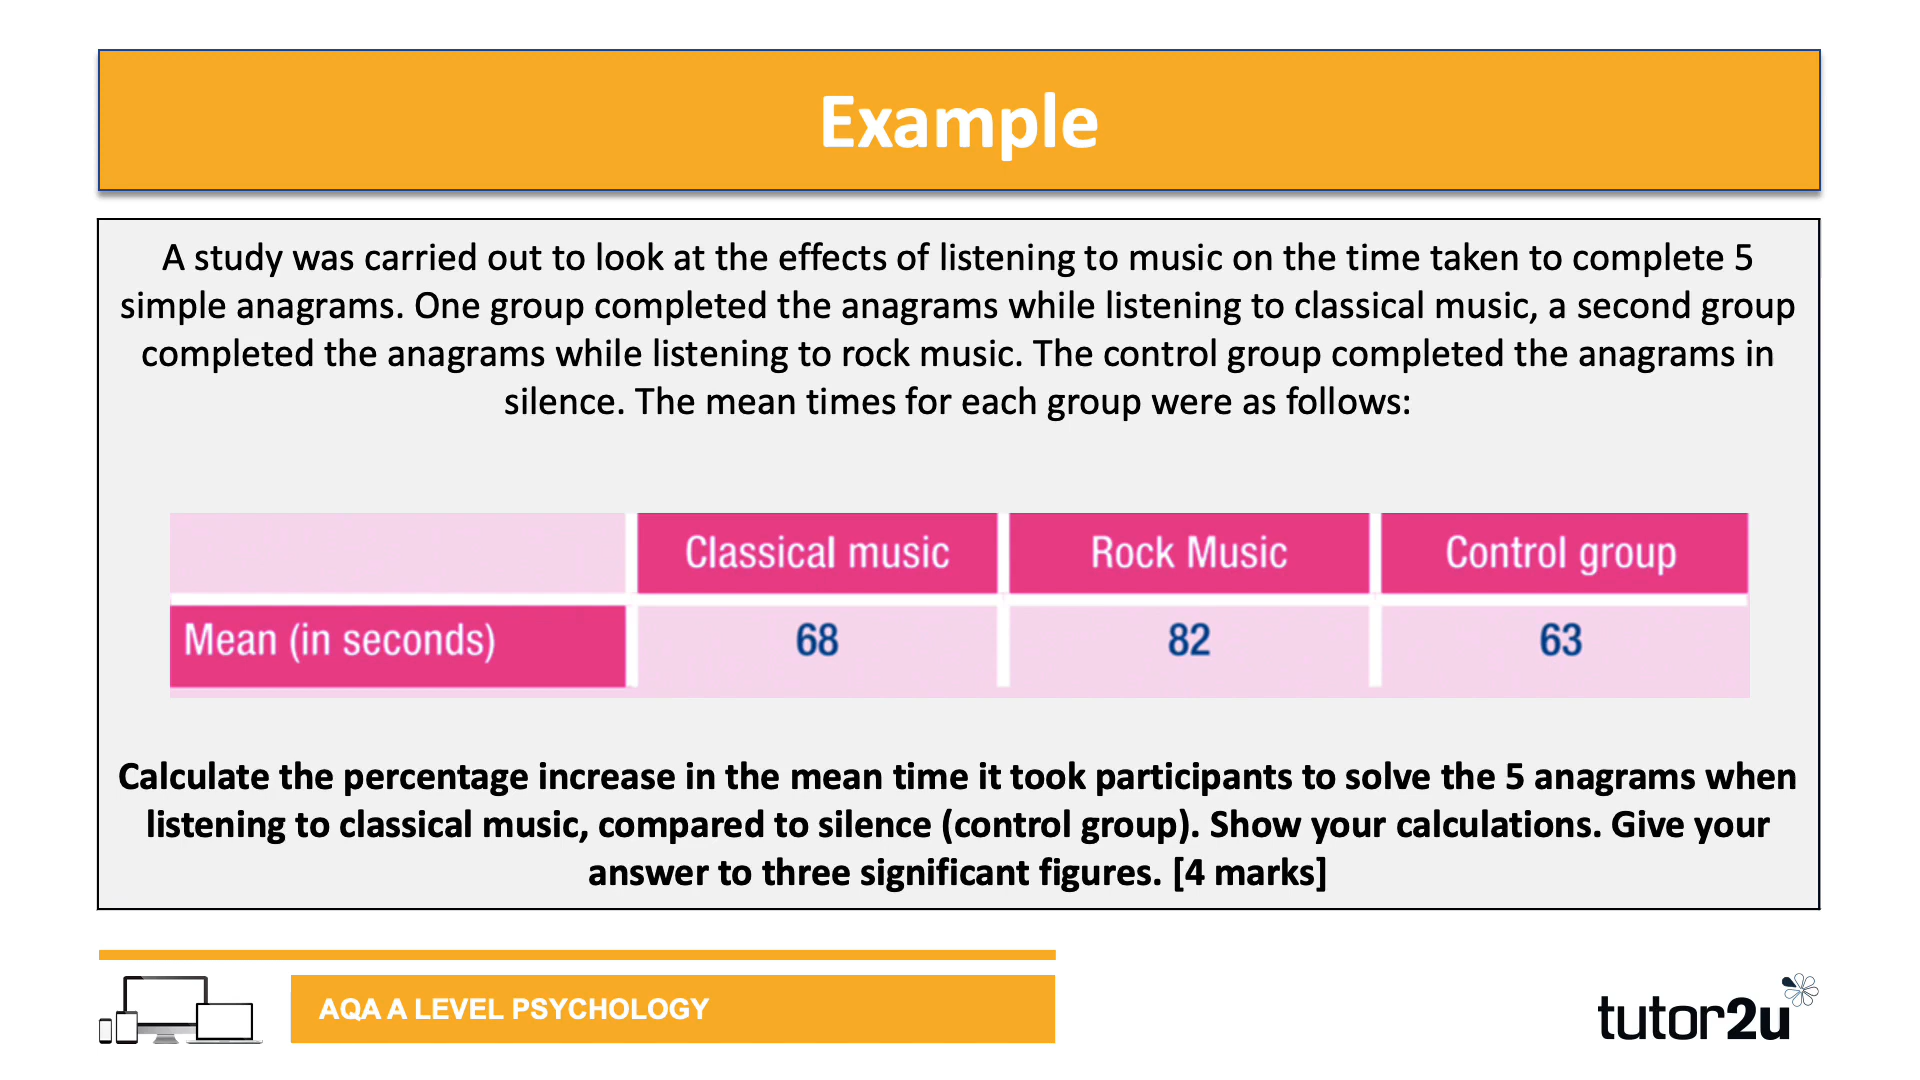 Example
A study was carried out to look at the effects of listening to music on the time taken to complete 5
simple anagrams. One group completed the anagrams while listening to classical music, a second group
completed the anagrams while listening to rock music. The control group completed the anagrams in
silence. The mean times for each group were as follows:
Classical music Rock Music Control group
Mean (in seconds) 68 82 63
Calculate the percentage increase in the mean time it took participants to solve the 5 anagrams when
listening to classical music, compared to silence (control group). Show your calculations. Give your
answer to three significant figures. [4 marks]
AQA A LEVEL PSYCHOLOGY
tutor2u